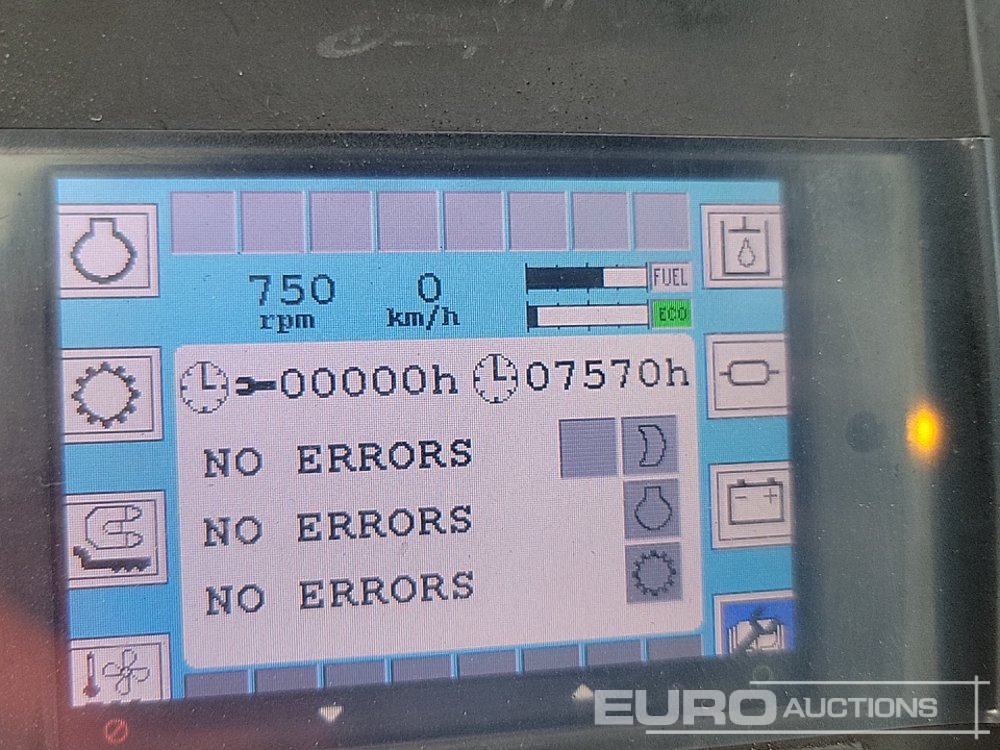 750 0 FUEL
rpm km/h ECO
00000h 07570h
NO ERRORS
NO ERRORS
NO ERRORS
EURO AUCTIONS